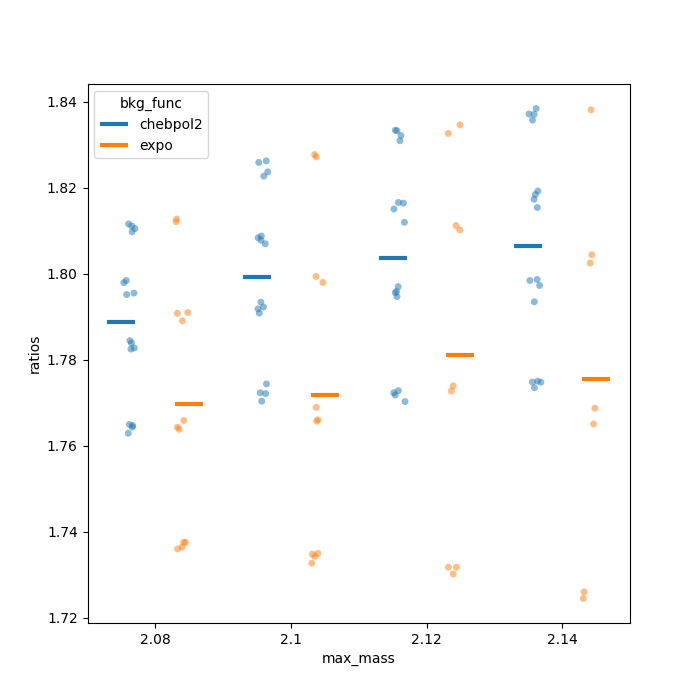 bkg_func
chebpol2
expo
1.84
1.82
1.80
1.78
1.76
1.74
1.72
ratios
2.08
2.1
2.12
2.14
max_mass